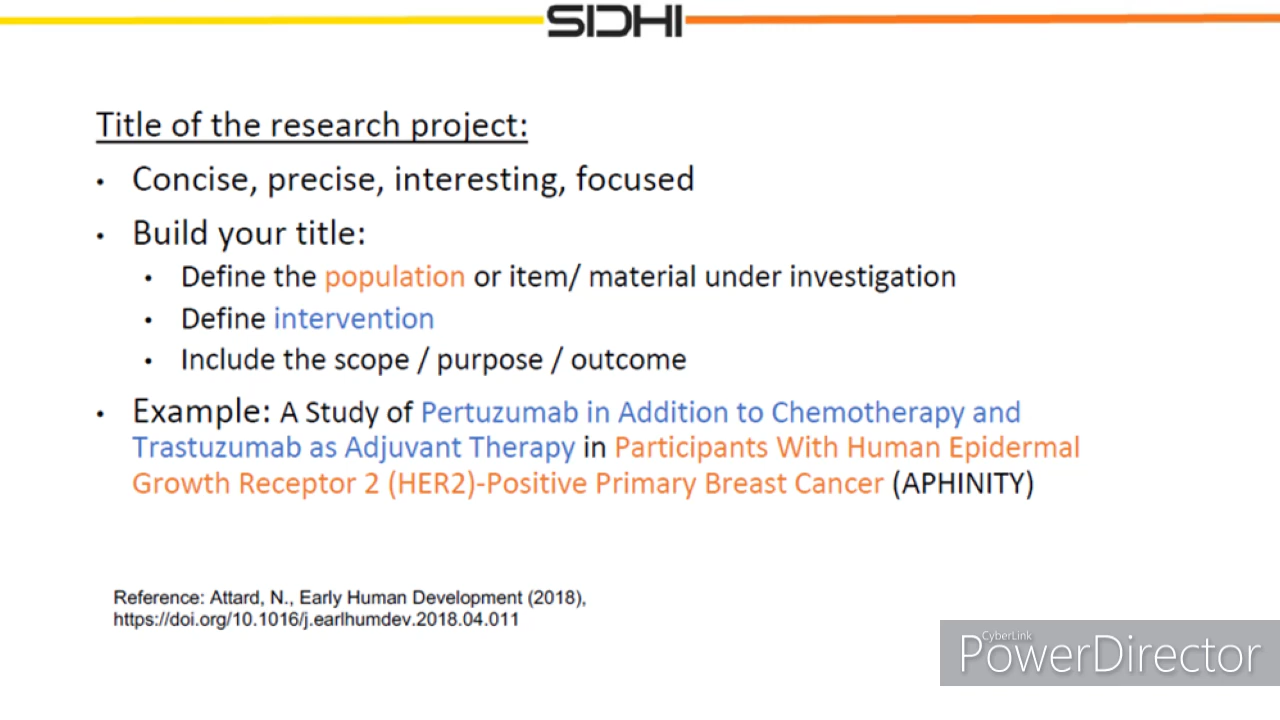 SIDHI
Title of the research project:
• Concise, precise, interesting, focused
• Build your title:
• Define the population or item/ material under investigation
• Define intervention
• Include the scope / purpose / outcome
• Example: A Study of Pertuzumab in Addition to Chemotherapy and
Trastuzumab as Adjuvant Therapy in Participants With Human Epidermal
Growth Receptor 2 (HER2)-Positive Primary Breast Cancer (APHINITY)
Reference: Attard, N., Early Human Development (2018),
https://doi.org/10.1016/j.earlhumdev.2018.04.011
CyberLink
PowerDirector